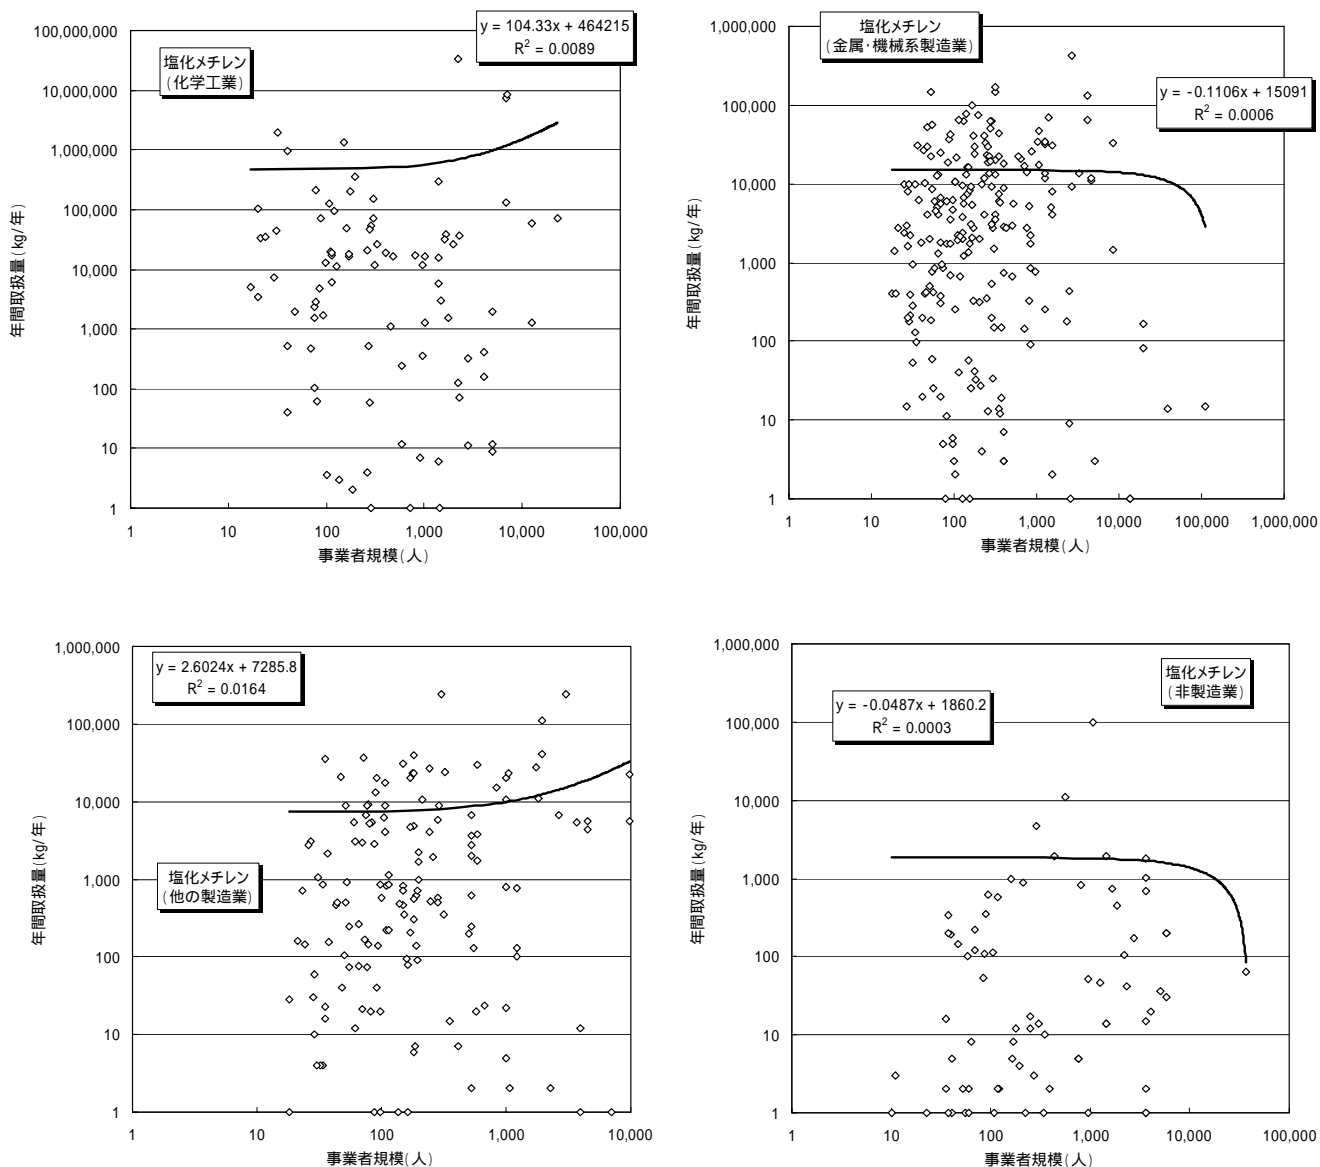 y = 104.33x + 464215
R² = 0.0089
塩化メチレン
(化学工業)
100,000,000
10,000,000
1,000,000
100,000
10,000
1,000
100
10
1
年間取扱量(kg/年)
1 10 100 1,000 10,000 100,000
事業者規模(人)
塩化メチレン
(金属・機械系製造業)
y = -0.1106x + 15091
R² = 0.0006
1,000,000
100,000
10,000
1,000
100
10
1
年間取扱量(kg/年)
1 10 100 1,000 10,000 100,000 1,000,000
事業者規模(人)
y = 2.6024x + 7285.8
R² = 0.0164
塩化メチレン
(他の製造業)
1,000,000
100,000
10,000
1,000
100
10
1
年間取扱量(kg/年)
1 10 100 1,000 10,000
事業者規模(人)
塩化メチレン
(非製造業)
y = -0.0487x + 1860.2
R² = 0.0003
1,000,000
100,000
10,000
1,000
100
10
1
年間取扱量(kg/年)
1 10 100 1,000 10,000 100,000
事業者規模(人)